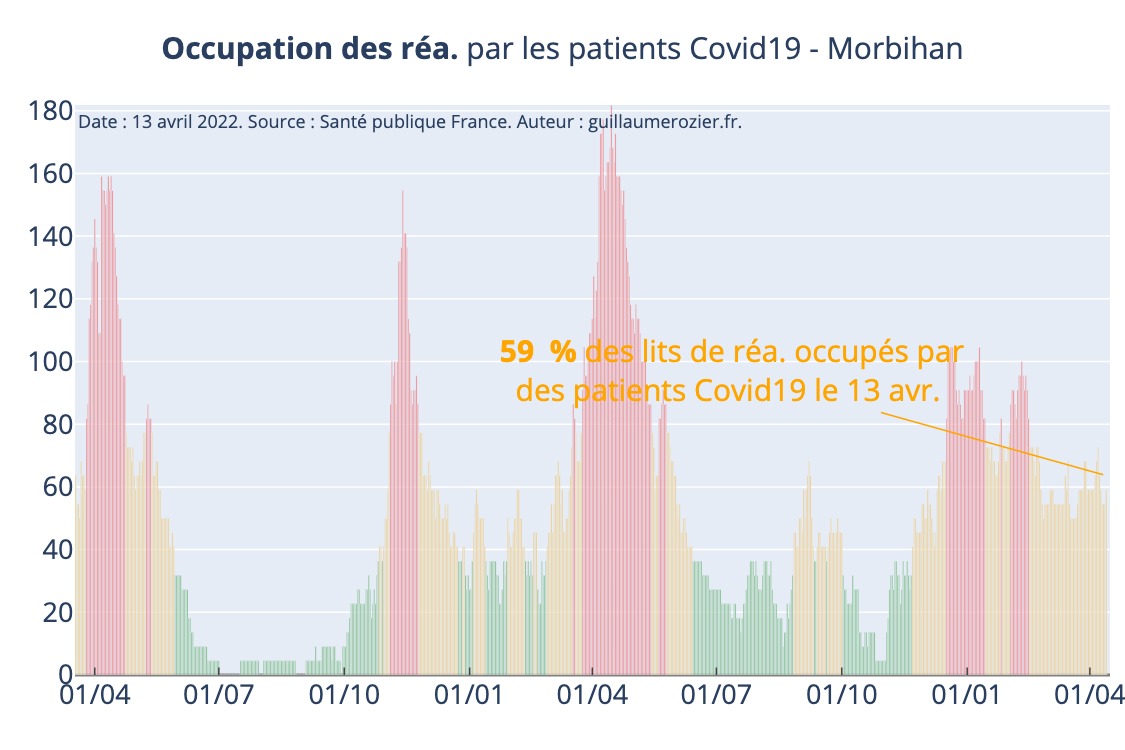 Occupation des réa. par les patients Covid19 - Morbihan
180
Date : 13 avril 2022. Source : Santé publique France. Auteur : guillaumerozier.fr.
160
140
120
100
59 % des lits de réa. occupés par
des patients Covid19 le 13 avr.
80
60
40
20
0
01/04 01/07 01/10 01/01 01/04 01/07 01/10 01/01 01/04